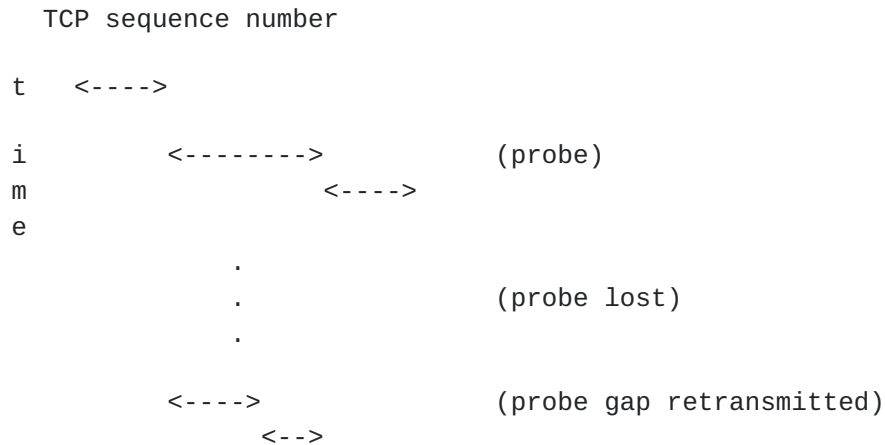 TCP sequence number
t <---->
i <--------> (probe)
m <---->
e
.
. (probe lost)
.
<----> (probe gap retransmitted)
<-->